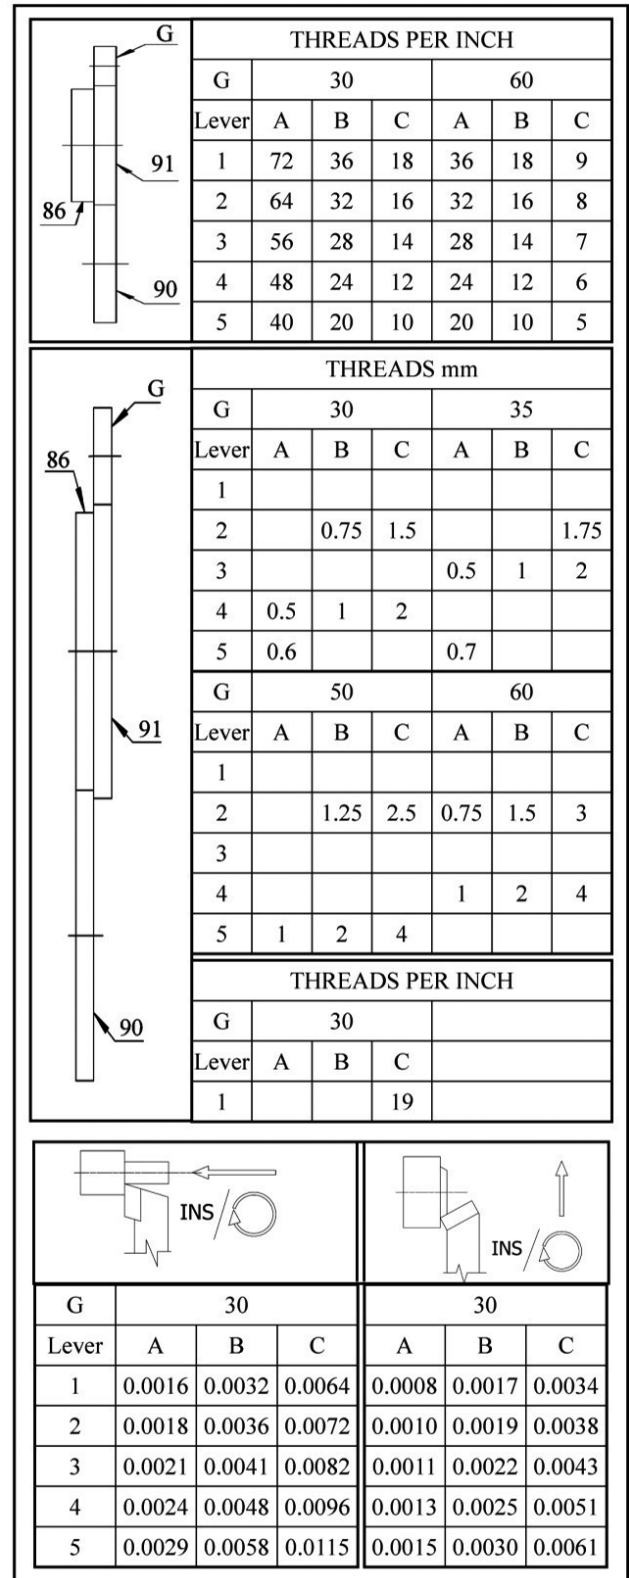 G
91
86
90
THREADS PER INCH
G 30 60
Lever A B C A B C
1 72 36 18 36 18 9
2 64 32 16 32 16 8
3 56 28 14 28 14 7
4 48 24 12 24 12 6
5 40 20 10 20 10 5
G
86
91
90
THREADS mm
G 30 35
Lever A B C A B C
1
2 0.75 1.5 1.75
3 0.5 1 2
4 0.5 1 2
5 0.6 0.7
G 50 60
Lever A B C A B C
1
2 1.25 2.5 0.75 1.5 3
3
4 1 2 4
5 1 2 4
THREADS PER INCH
G 30
Lever A B C
1 19
INS/
INS/
G 30 30
Lever A B C A B C
1 0.0016 0.0032 0.0064 0.0008 0.0017 0.0034
2 0.0018 0.0036 0.0072 0.0010 0.0019 0.0038
3 0.0021 0.0041 0.0082 0.0011 0.0022 0.0043
4 0.0024 0.0048 0.0096 0.0013 0.0025 0.0051
5 0.0029 0.0058 0.0115 0.0015 0.0030 0.0061